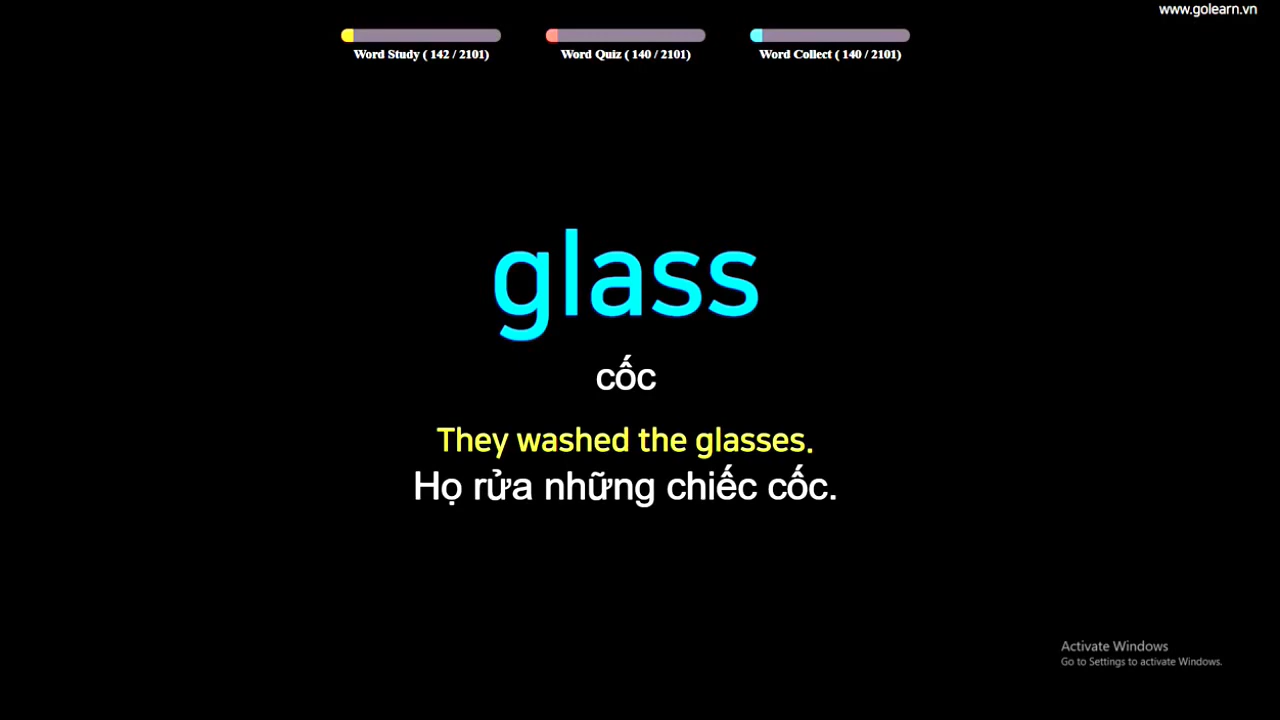 www.golearn.vn
Word Study ( 142 / 2101)
Word Quiz ( 140 / 2101)
Word Collect ( 140 / 2101)
glass
cốc
They washed the glasses.
Họ rửa những chiếc cốc.
Activate Windows
Go to Settings to activate Windows.